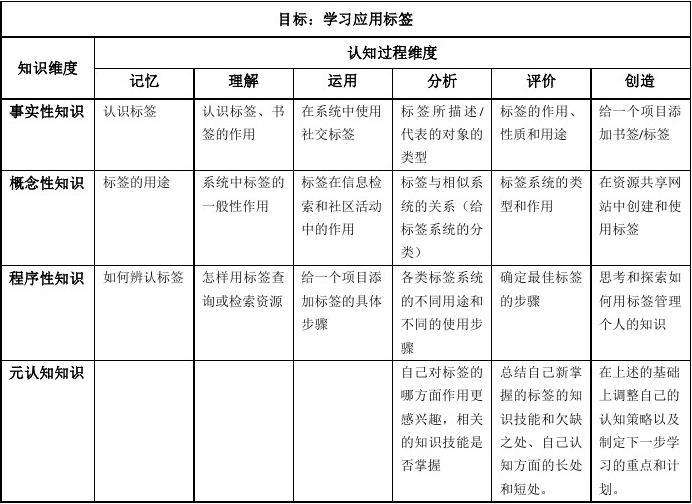 目标：学习应用标签
知识维度
认知过程维度
记忆 理解 运用 分析 评价 创造
事实性知识
认识标签
认识标签、书
签的作用
在系统中使用
社交标签
标签所描述/
代表的对象的
类型
标签的作用、
性质和用途
给一个项目添
加书签/标签
概念性知识
标签的用途
系统中标签的
一般性作用
标签在信息检
索和社区活动
中的作用
标签与相似系
统的关系（给
标签系统的分
类）
标签系统的类
型和作用
在资源共享网
站中创建和使
用标签
程序性知识
如何辨认标签
怎样用标签查
询或检索资源
给一个项目添
加标签的具体
步骤
各类标签系统
的不同用途和
不同的使用步
骤
确定最佳标签
的步骤
思考和探索如
何用标签管理
个人的知识
元认知知识
自己对标签的
哪方面作用更
感兴趣，相关
的知识技能是
否掌握
总结自己新掌
握的标签的知
识技能和欠缺
之处、自己认
知方面的长处
和短处。
在上述的基础
上调整自己的
认知策略以及
制定下一步学
习的重点和计
划。